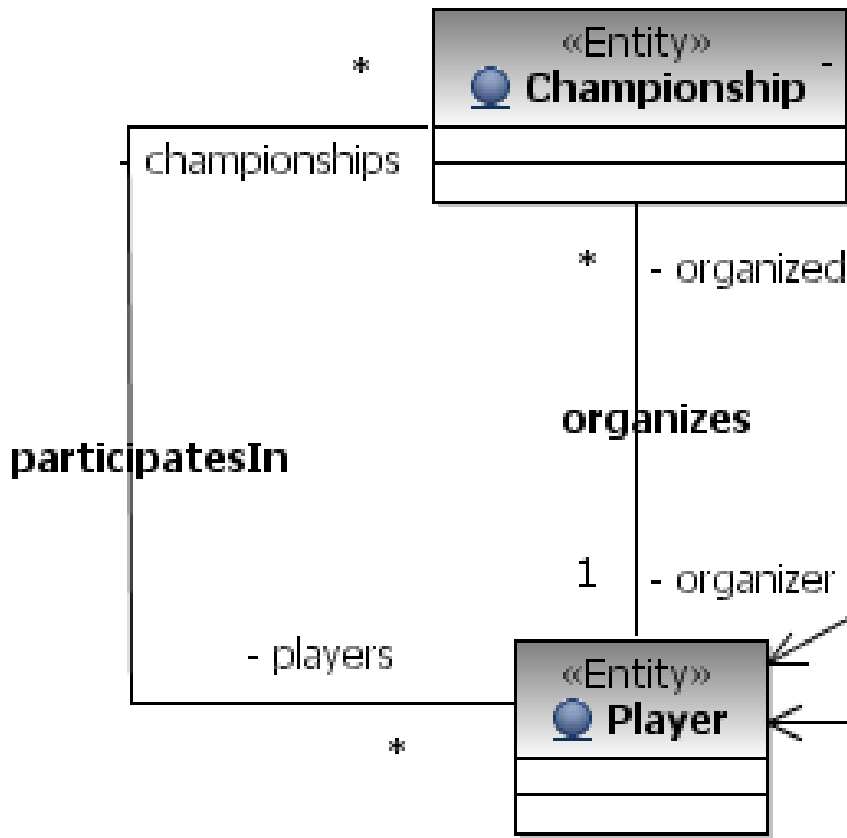 «Entity»
Championship
-
*
- championships
*
- organized
organizes
participatesIn
1
- organizer
- players
«Entity»
Player
*